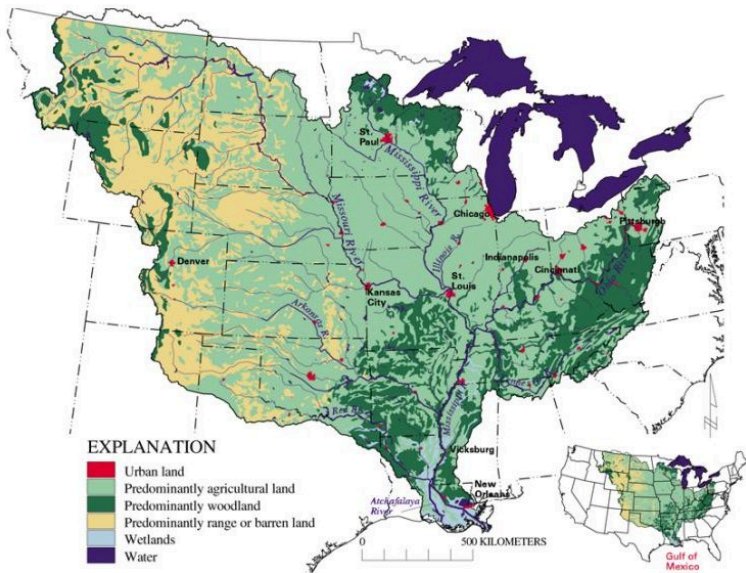 St.
Paul
Mississippi River
Chicago
Pittsburgh
Missouri River
Illinois R.
Indianapolis
Cincinnati
Ohio River
Denver
Kansas
City
St.
Louis
Arkansas R.
Red R.
Mississippi R.
Vicksburg
New
Orleans
Atchafalaya
River
EXPLANATION
Urban land
Predominantly agricultural land
Predominantly woodland
Predominantly range or barren land
Wetlands
Water
0 500 KILOMETERS
Gulf of
Mexico